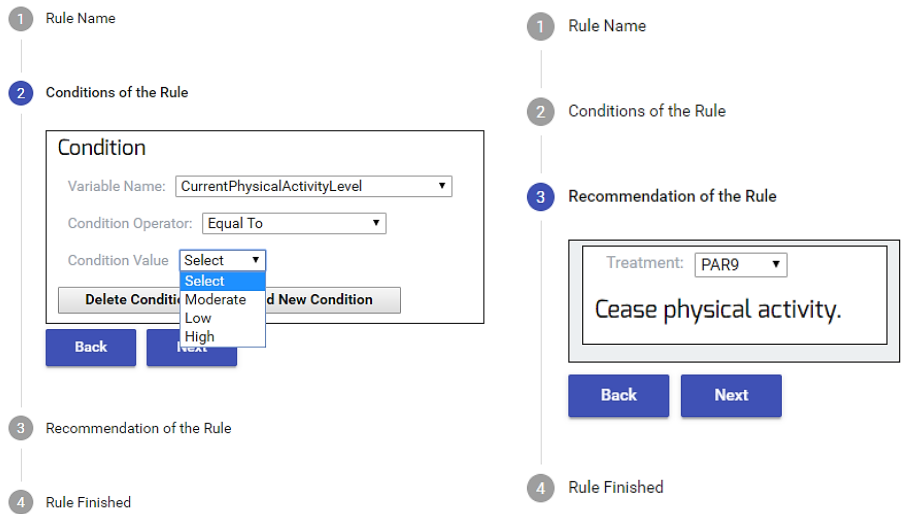 1 Rule Name
2 Conditions of the Rule
Condition
Variable Name: CurrentPhysicalActivityLevel
Condition Operator: Equal To
Condition Value Select
Select
Moderate
Low
High
Delete Conditi d New Condition
Back Next
3 Recommendation of the Rule
4 Rule Finished
1 Rule Name
2 Conditions of the Rule
3 Recommendation of the Rule
Treatment: PAR9
Cease physical activity.
Back Next
4 Rule Finished